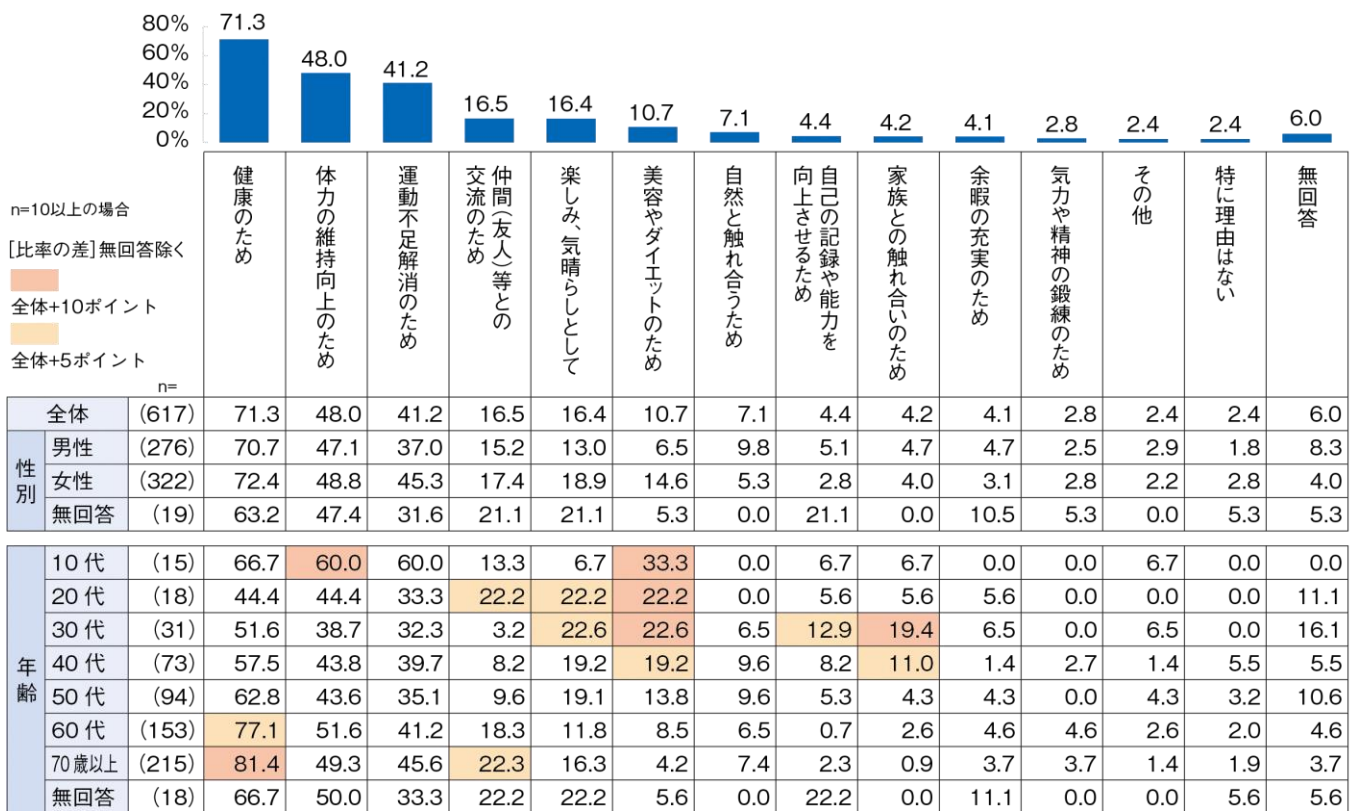 80%
60%
40%
20%
0%
71.3
48.0
41.2
16.5
16.4
10.7
7.1
4.4
4.2
4.1
2.8
2.4
2.4
6.0
健康のため
体力の維持向上のため
運動不足解消のため
仲間(友人)等との
交流のため
楽しみ、気晴らしとして
美容やダイエットのため
自然と触れ合うため
自己の記録や能力を
向上させるため
家族との触れ合いのため
余暇の充実のため
気力や精神の鍛練のため
その他
特に理由はない
無回答
n=10以上の場合
[比率の差]無回答除く
全体+10ポイント
全体+5ポイント
n=
全体 (617) 71.3 48.0 41.2 16.5 16.4 10.7 7.1 4.4 4.2 4.1 2.8 2.4 2.4 6.0
性別
男性 (276) 70.7 47.1 37.0 15.2 13.0 6.5 9.8 5.1 4.7 4.7 2.5 2.9 1.8 8.3
女性 (322) 72.4 48.8 45.3 17.4 18.9 14.6 5.3 2.8 4.0 3.1 2.8 2.2 2.8 4.0
無回答 (19) 63.2 47.4 31.6 21.1 21.1 5.3 0.0 21.1 0.0 10.5 5.3 0.0 5.3 5.3
年齢
10代 (15) 66.7 60.0 60.0 13.3 6.7 33.3 0.0 6.7 6.7 0.0 0.0 6.7 0.0 0.0
20代 (18) 44.4 44.4 33.3 22.2 22.2 22.2 0.0 5.6 5.6 5.6 0.0 0.0 0.0 11.1
30代 (31) 51.6 38.7 32.3 3.2 22.6 22.6 6.5 12.9 19.4 6.5 0.0 6.5 0.0 16.1
40代 (73) 57.5 43.8 39.7 8.2 19.2 19.2 9.6 8.2 11.0 1.4 2.7 1.4 5.5 5.5
50代 (94) 62.8 43.6 35.1 9.6 19.1 13.8 9.6 5.3 4.3 4.3 0.0 4.3 3.2 10.6
60代 (153) 77.1 51.6 41.2 18.3 11.8 8.5 6.5 0.7 2.6 4.6 4.6 2.6 2.0 4.6
70歳以上 (215) 81.4 49.3 45.6 22.3 16.3 4.2 7.4 2.3 0.9 3.7 3.7 1.4 1.9 3.7
無回答 (18) 66.7 50.0 33.3 22.2 22.2 5.6 0.0 22.2 0.0 11.1 0.0 0.0 5.6 5.6